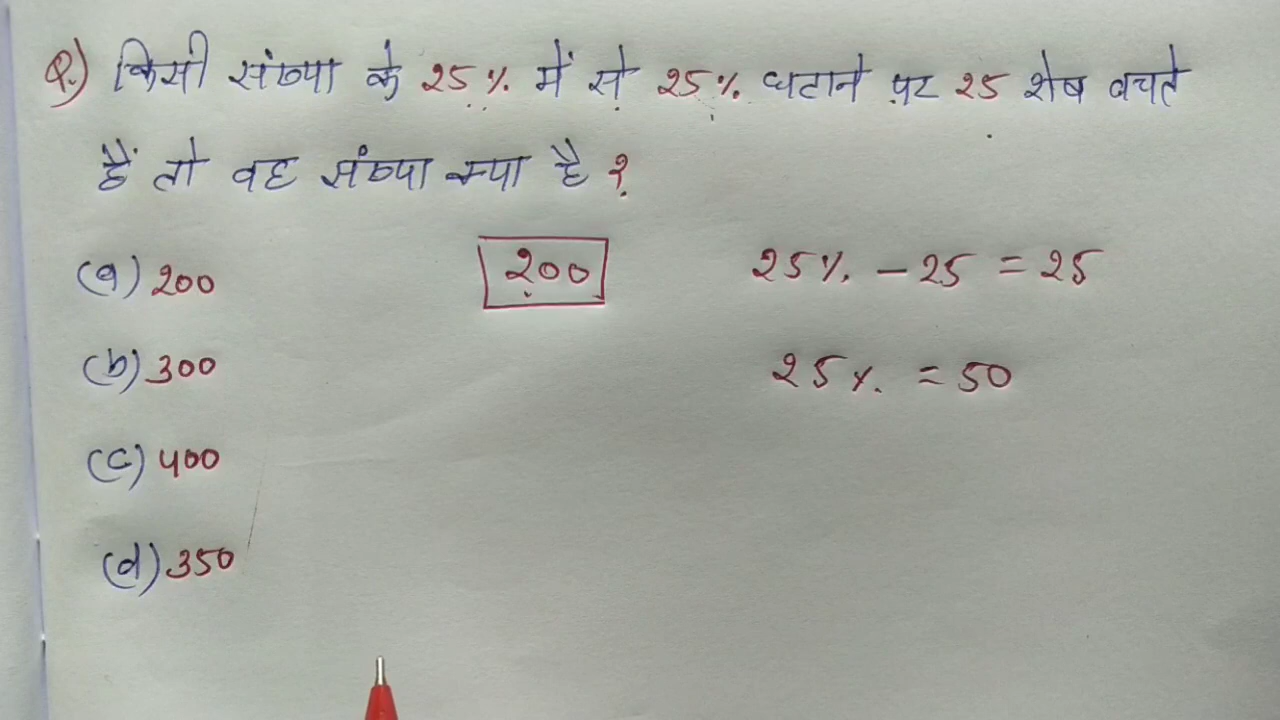 Q.) किसी संख्या के 25% में से 25% घटाने पर 25 शेष बचते
हैं तो वह संख्या क्या है ?
(a) 200
200
25% - 25 = 25
(b) 300
25% = 50
(c) 400
(d) 350